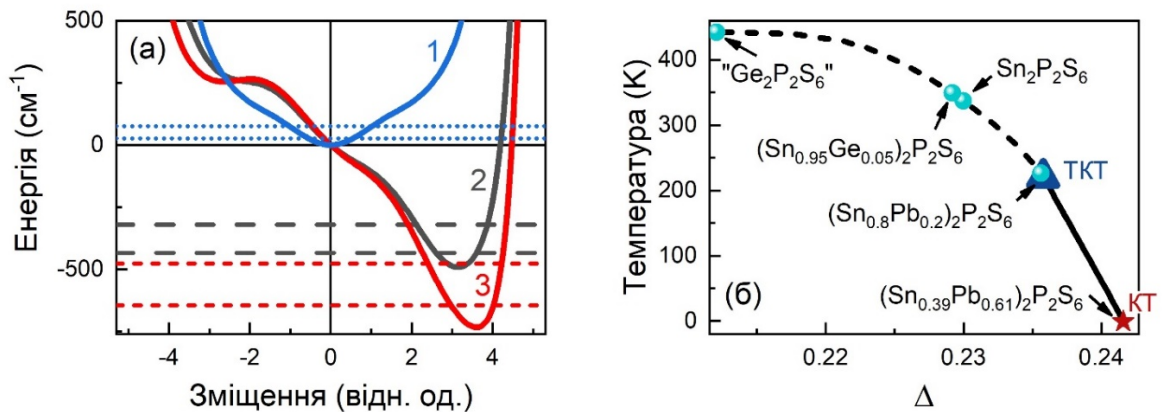 (а)
Енергія (см⁻¹)
500
0
-500
1
2
3
-4
-2
0
2
4
Зміщення (відн. од.)
Температура (K)
400
300
200
100
0
"Ge₂P₂S₆"
Sn₂P₂S₆
(Sn₀.₉₅Ge₀.₀₅)₂P₂S₆
ТКТ
(Sn₀.₈Pb₀.₂)₂P₂S₆
(Sn₀.₃₉Pb₀.₆₁)₂P₂S₆
КТ
(б)
0.22
0.23
0.24
Δ